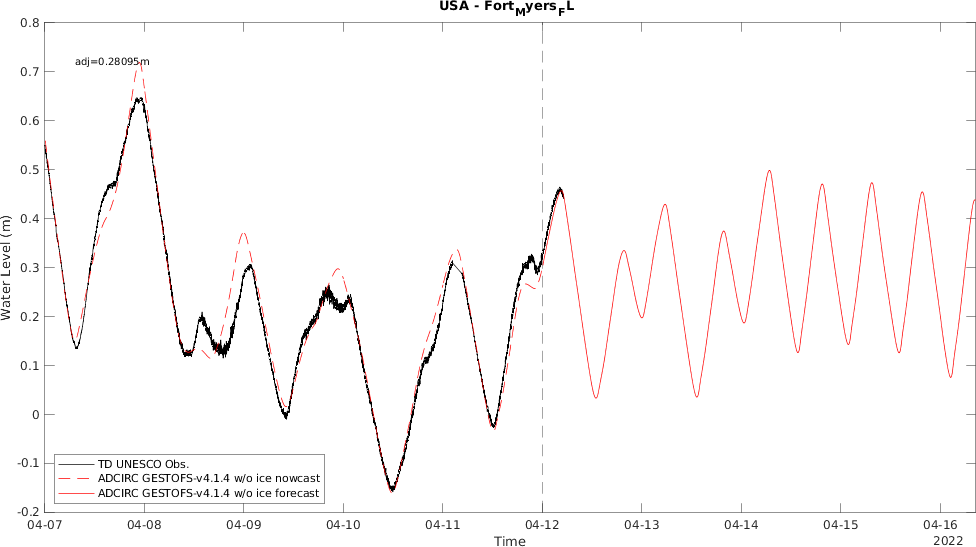 USA - Fort_Myers_FL
adj=0.28095m
0.8
0.7
0.6
0.5
0.4
0.3
0.2
0.1
0
-0.1
-0.2
Water Level (m)
TD UNESCO Obs.
ADCIRC GESTOFS-v4.1.4 w/o ice nowcast
ADCIRC GESTOFS-v4.1.4 w/o ice forecast
04-07 04-08 04-09 04-10 04-11 04-12 04-13 04-14 04-15 04-16
Time
2022